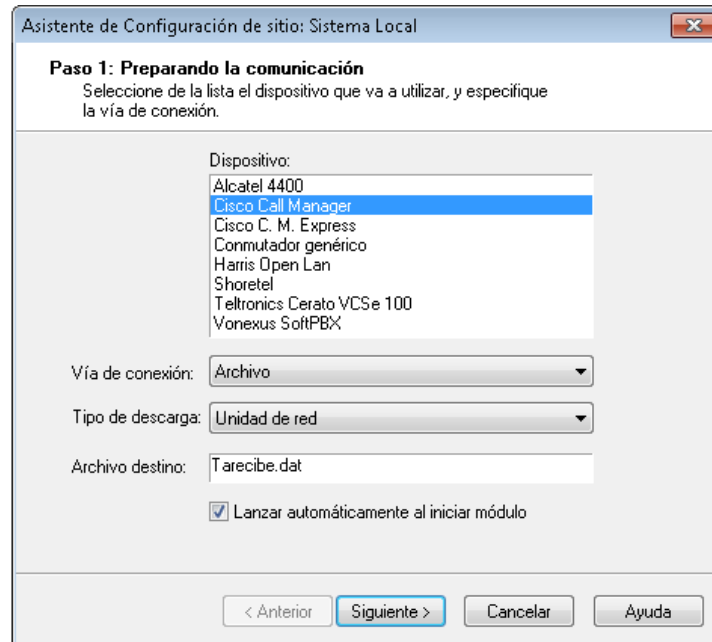 Asistente de Configuración de sitio: Sistema Local
Paso 1: Preparando la comunicación
Seleccione de la lista el dispositivo que va a utilizar, y especifique
la vía de conexión.
Dispositivo:
Alcatel 4400
Cisco Call Manager
Cisco C. M. Express
Conmutador genérico
Harris Open Lan
Shoretel
Teltronics Cerato VCSe 100
Vonexus SoftPBX
Vía de conexión: Archivo
Tipo de descarga: Unidad de red
Archivo destino: Tarecibe.dat
Lanzar automáticamente al iniciar módulo
< Anterior Siguiente > Cancelar Ayuda